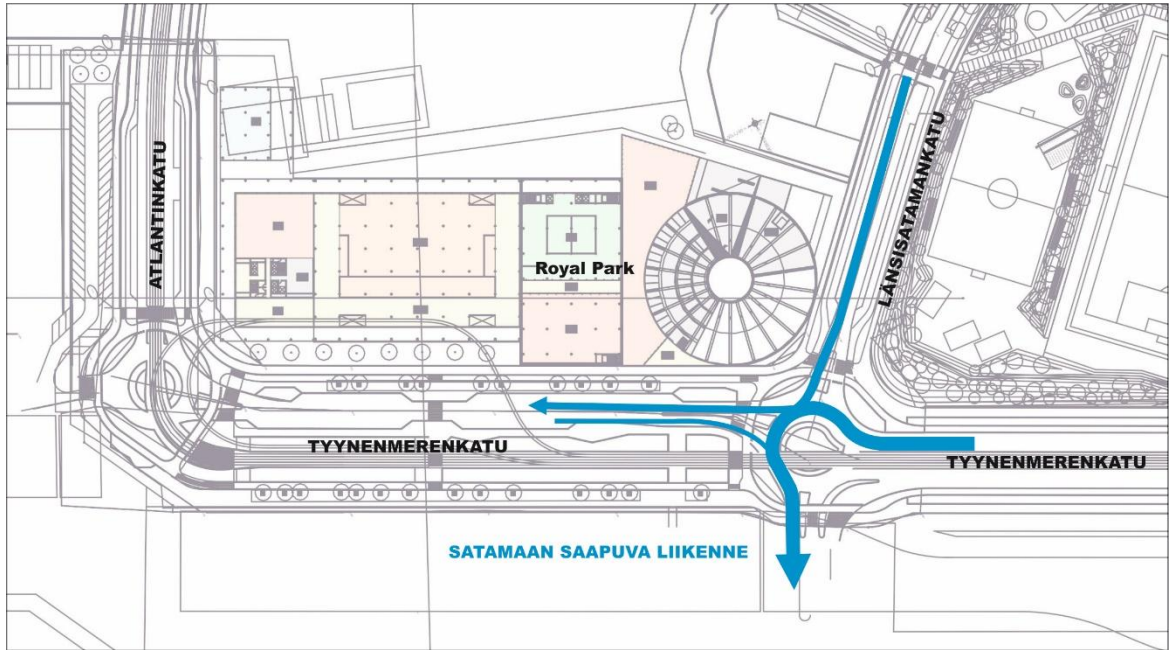 ATLANTINKATU
LÄNSISATAMANKATU
Royal Park
TYYNENMERENKATU
TYYNENMERENKATU
SATAMAAN SAAPUVA LIIKENNE